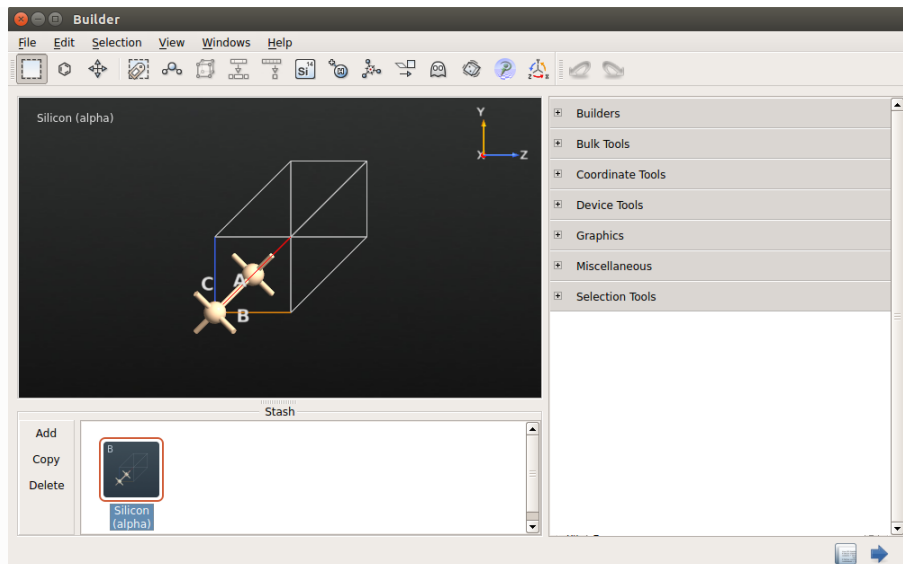 Builder
File Edit Selection View Windows Help
Si 14
Silicon (alpha)
Y
X Z
C A
B
Builders
Bulk Tools
Coordinate Tools
Device Tools
Graphics
Miscellaneous
Selection Tools
Stash
Add
Copy
Delete
B
Silicon
(alpha)